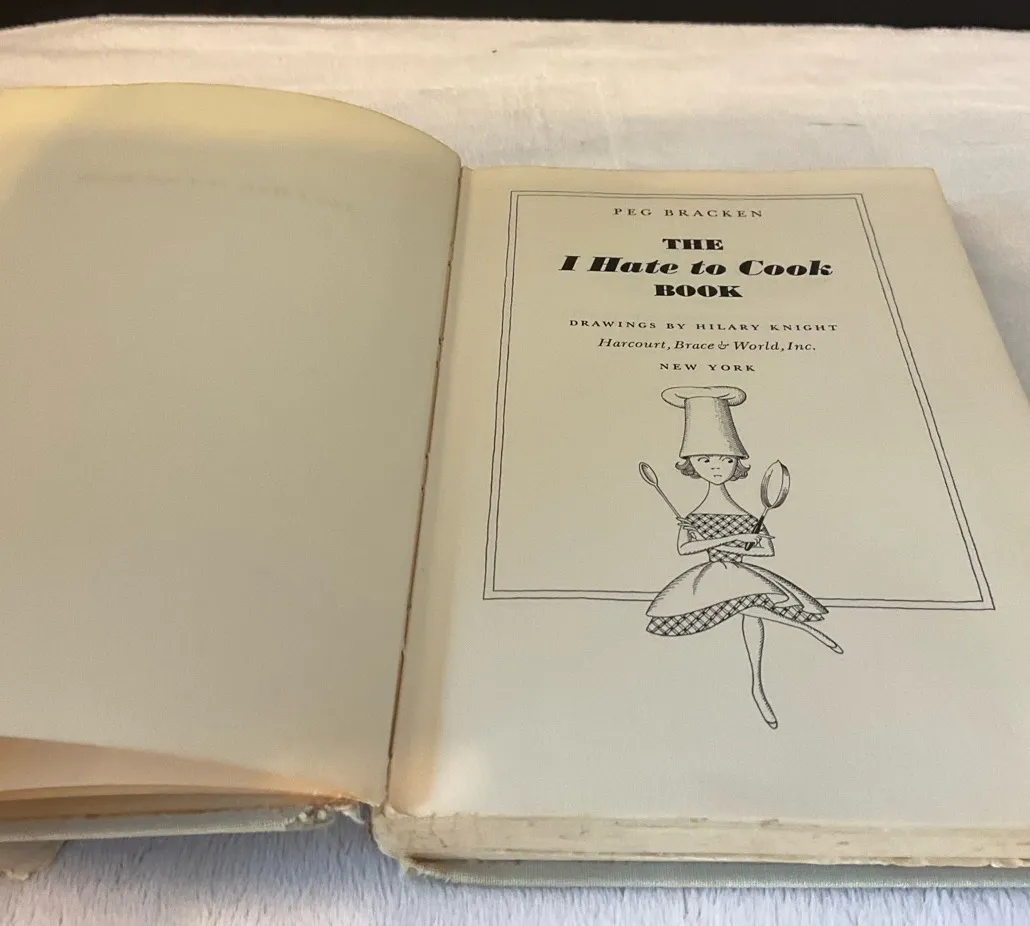 PEG BRACKEN
THE
I Hate to Cook
BOOK
DRAWINGS BY HILARY KNIGHT
Harcourt, Brace & World, Inc.
NEW YORK